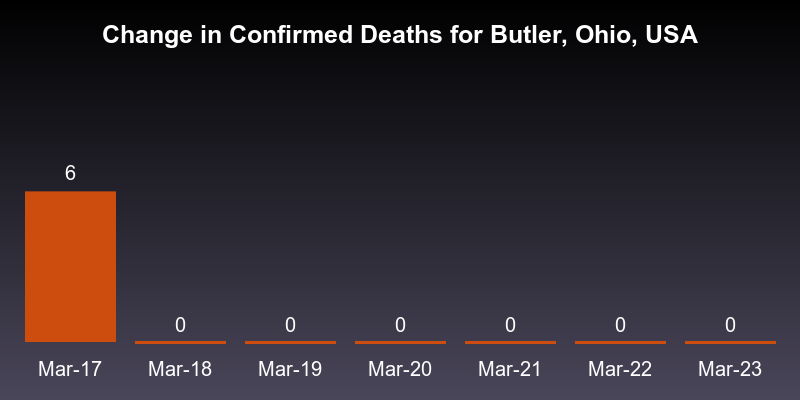 Change in Confirmed Deaths for Butler, Ohio, USA
6
0 0 0 0 0 0
Mar-17 Mar-18 Mar-19 Mar-20 Mar-21 Mar-22 Mar-23